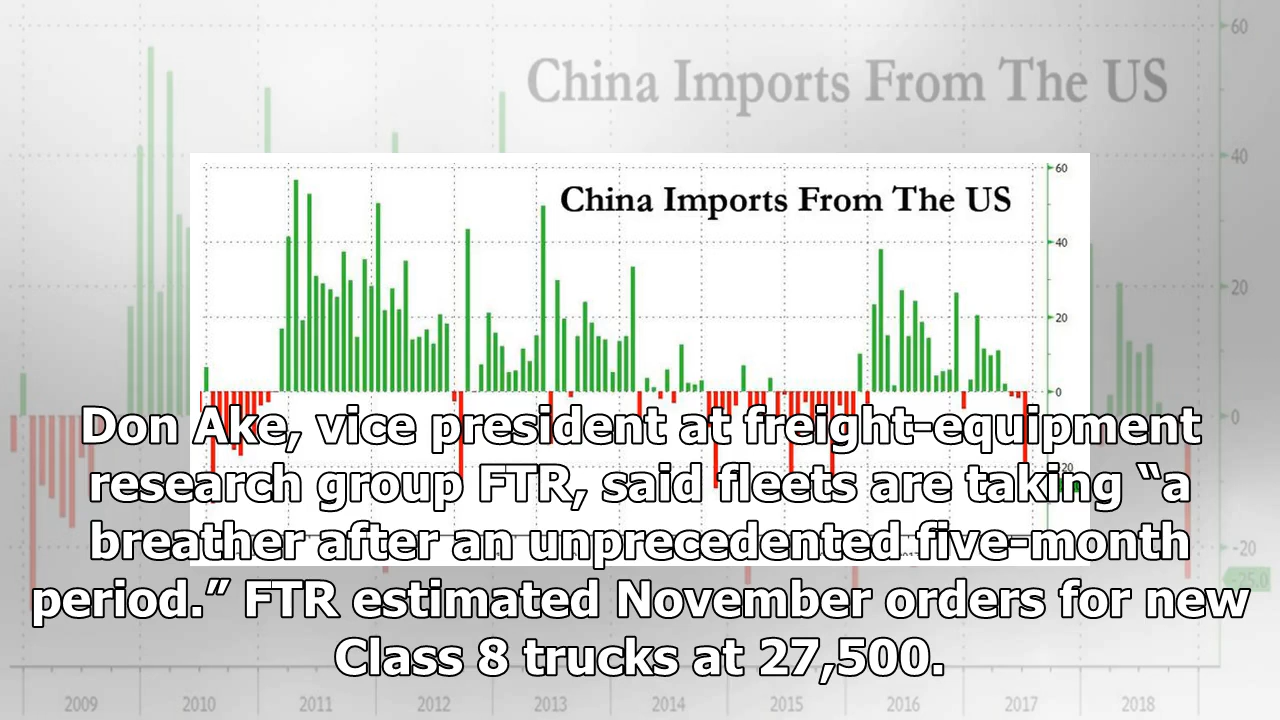 60
China Imports From The US
40
20
0
-20
-25.0
2009 2010 2011 2012 2013 2014 2015 2016 2017 2018
60
China Imports From The US
40
20
0
20
Don Ake, vice president at freight-equipment
research group FTR, said fleets are taking “a
breather after an unprecedented five-month
period.” FTR estimated November orders for new
Class 8 trucks at 27,500.